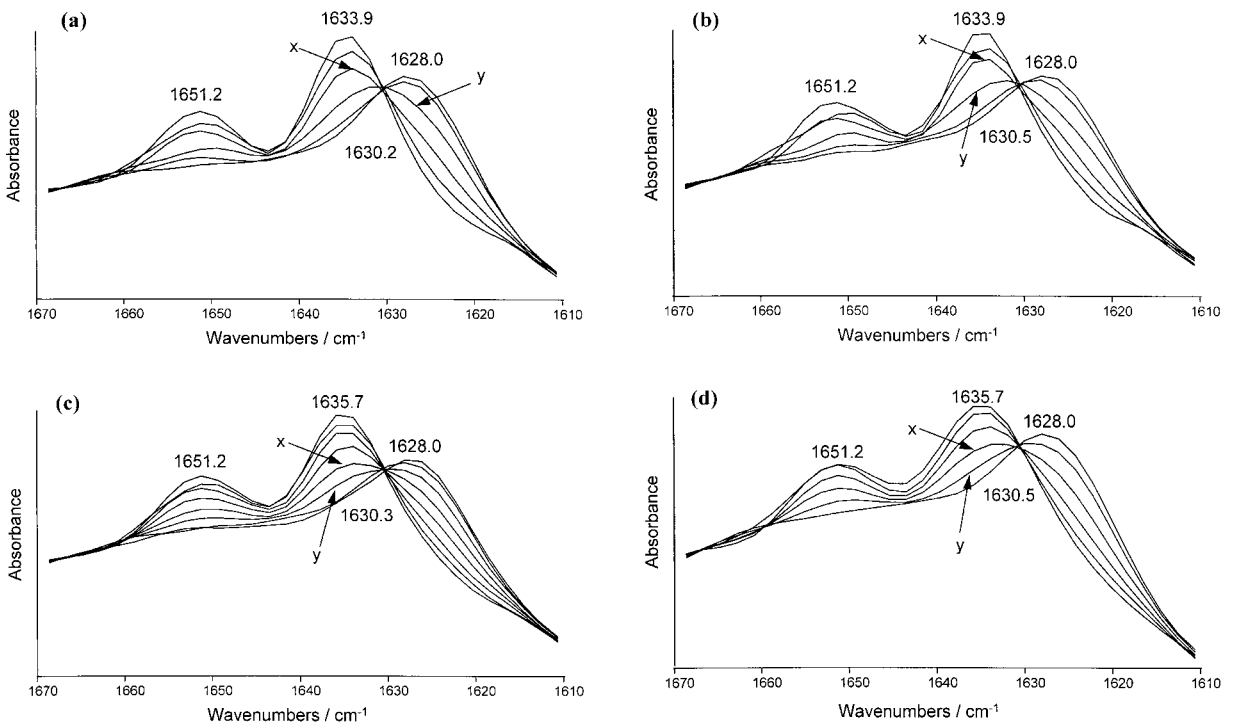 (a)
1633.9
x
1628.0
y
1651.2
1630.2
Absorbance
1670 1660 1650 1640 1630 1620 1610
Wavenumbers / cm-1
(b)
1633.9
x
1628.0
1651.2
1630.5
y
Absorbance
1670 1660 1650 1640 1630 1620 1610
Wavenumbers / cm-1
(c)
1635.7
x
1628.0
1651.2
1630.3
y
Absorbance
1670 1660 1650 1640 1630 1620 1610
Wavenumbers / cm-1
(d)
1635.7
x
1628.0
1651.2
1630.5
y
Absorbance
1670 1660 1650 1640 1630 1620 1610
Wavenumbers / cm-1